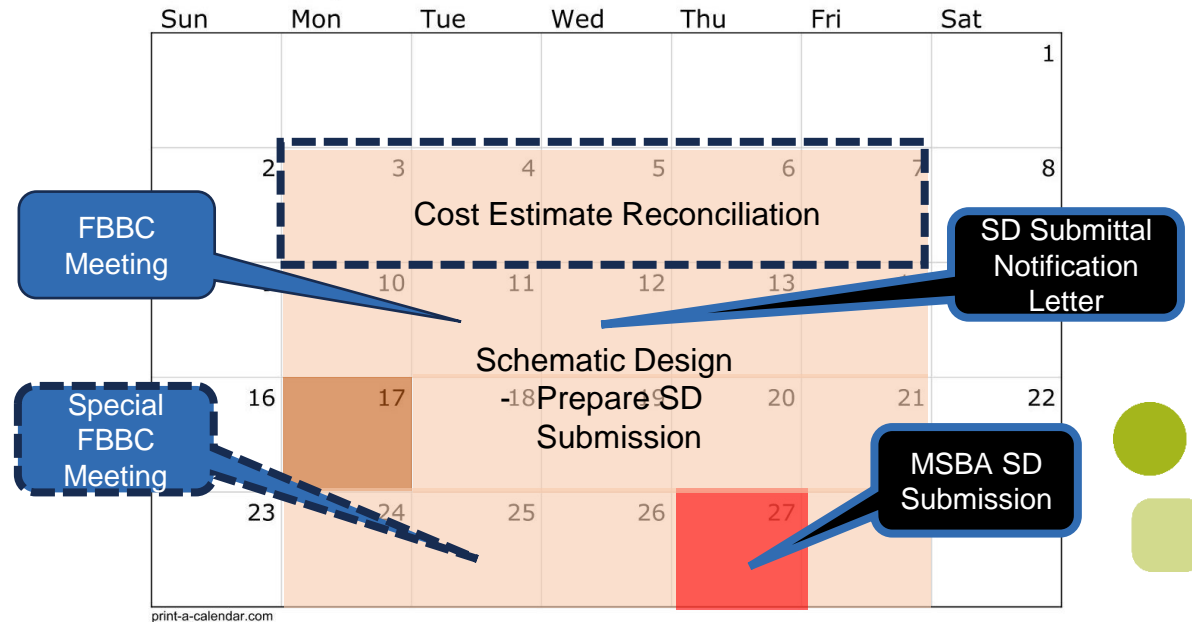 Sun Mon Tue Wed Thu Fri Sat
1
2 3 4 5 6 7 8
Cost Estimate Reconciliation
FBBC
Meeting
SD Submittal
Notification
Letter
10 11 12 13
Schematic Design
- Prepare SD
Submission
16 17 18 19 20 21 22
Special
FBBC
Meeting
MSBA SD
Submission
23 24 25 26 27
print-a-calendar.com